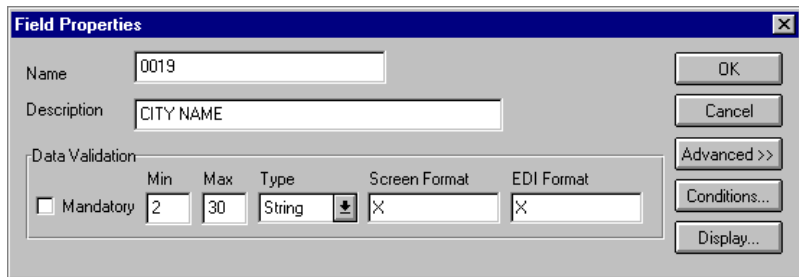 Field Properties
Name 0019 OK
Description CITY NAME Cancel
Data Validation Advanced >>
Min Max Type Screen Format EDI Format
Mandatory 2 30 String X X Conditions...
Display...